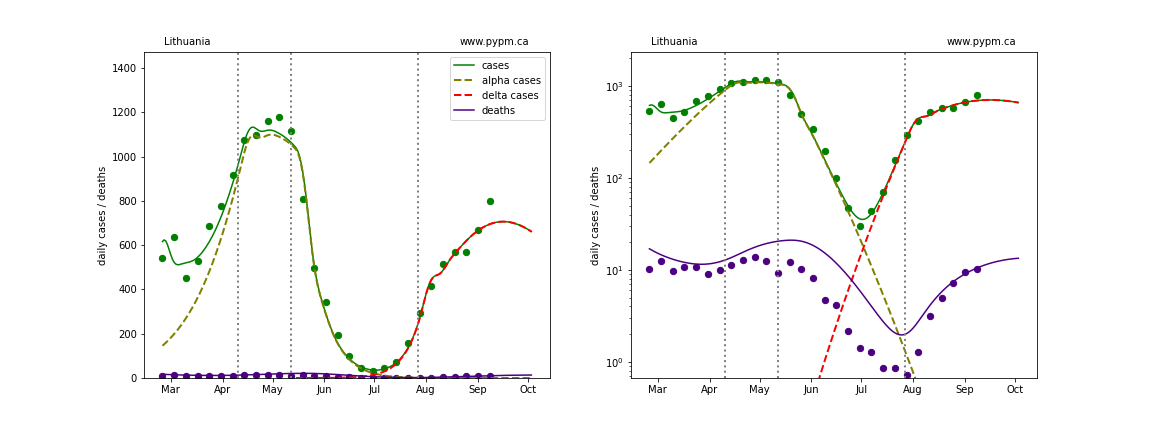 Lithuania www.pypm.ca
1400
1200
1000
800
600
400
200
0
daily cases / deaths
Mar Apr May Jun Jul Aug Sep Oct
cases
alpha cases
delta cases
deaths
Lithuania www.pypm.ca
10³
10²
10¹
10⁰
daily cases / deaths
Mar Apr May Jun Jul Aug Sep Oct